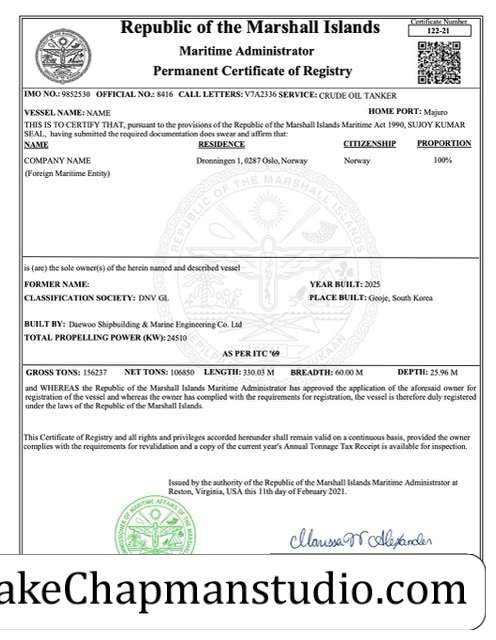 Republic of the Marshall Islands
Certificate Number
122-21
Maritime Administrator
Permanent Certificate of Registry
IMO NO.: 9852530 OFFICIAL NO.: 8416 CALL LETTERS: V7A2336 SERVICE: CRUDE OIL TANKER
VESSEL NAME: NAME HOME PORT: Majuro
THIS IS TO CERTIFY THAT, pursuant to the provisions of the Republic of the Marshall Islands Maritime Act 1990, SUJOY KUMAR
SEAL, having submitted the required documentation does swear and affirm that:
NAME RESIDENCE CITIZENSHIP PROPORTION
COMPANY NAME Dronningen 1, 0287 Oslo, Norway Norway 100%
(Foreign Maritime Entity)
REPUBLIC OF THE MARSHALL ISLANDS
is (are) the sole owner(s) of the herein named and described vessel
FORMER NAME: YEAR BUILT: 2025
CLASSIFICATION SOCIETY: DNV GL PLACE BUILT: Geoje, South Korea
BUILT BY: Daewoo Shipbuilding & Marine Engineering Co. Ltd
TOTAL PROPELLING POWER (KW): 24510
AS PER ITC '69
GROSS TONS: 156237 NET TONS: 106850 LENGTH: 330.03 M BREADTH: 60.00 M DEPTH: 25.96 M
and WHEREAS the Republic of the Marshall Islands Maritime Administrator has approved the application of the aforesaid owner for
registration of the vessel and whereas the owner has complied with the requirements for registration, the vessel is therefore duly registered
under the laws of the Republic of the Marshall Islands.
This Certificate of Registry and all rights and privileges accorded hereunder shall remain valid on a continuous basis, provided the owner
complies with the requirements for revalidation and a copy of the current year's Annual Tonnage Tax Receipt is available for inspection.
Issued by the authority of the Republic of the Marshall Islands Maritime Administrator at
Reston, Virginia, USA this 11th day of February 2021.
Marissa W Alexander
akeChapmanstudio.com